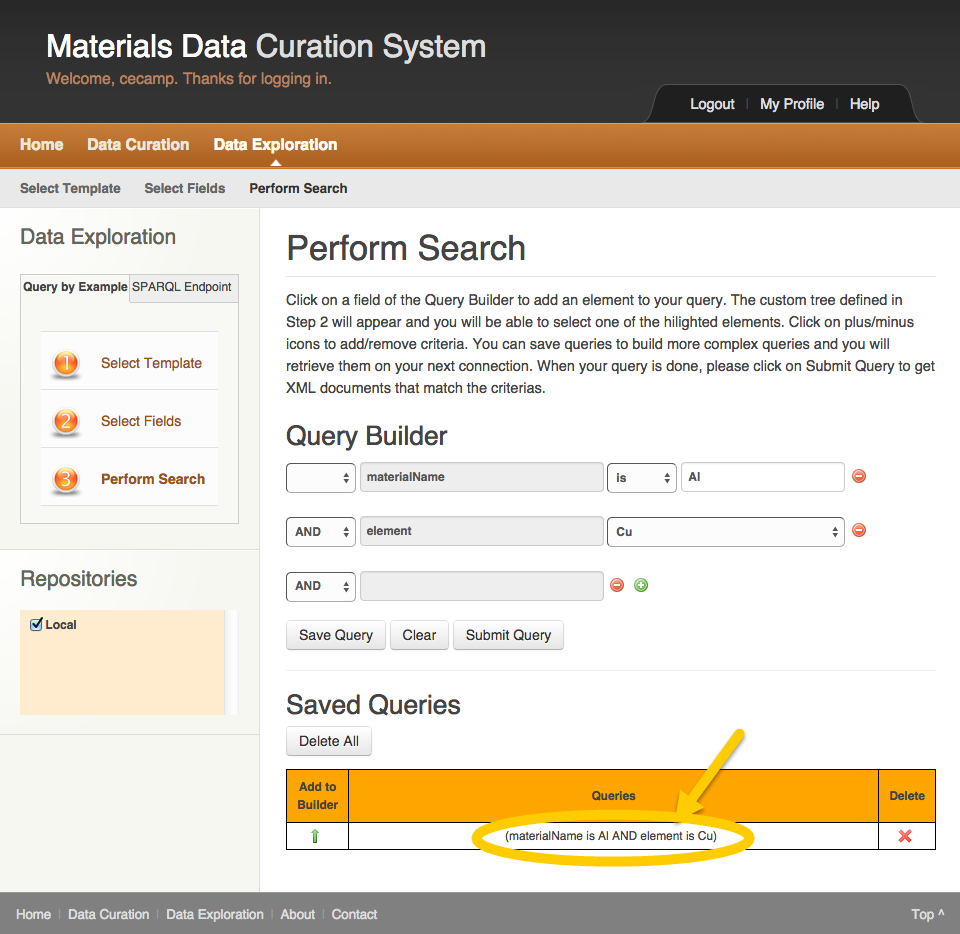 Materials Data Curation System
Welcome, cecamp. Thanks for logging in.
Logout | My Profile | Help
Home Data Curation Data Exploration
Select Template Select Fields Perform Search
Data Exploration
Query by Example SPARQL Endpoint
1 Select Template
2 Select Fields
3 Perform Search
Repositories
Local
Perform Search
Click on a field of the Query Builder to add an element to your query. The custom tree defined in
Step 2 will appear and you will be able to select one of the hilighted elements. Click on plus/minus
icons to add/remove criteria. You can save queries to build more complex queries and you will
retrieve them on your next connection. When your query is done, please click on Submit Query to get
XML documents that match the criterias.
Query Builder
materialName is Al
AND element Cu
AND
Save Query Clear Submit Query
Saved Queries
Delete All
Add to
Builder
Queries
Delete
(materialName is Al AND element is Cu)
Home | Data Curation | Data Exploration | About | Contact
Top ^